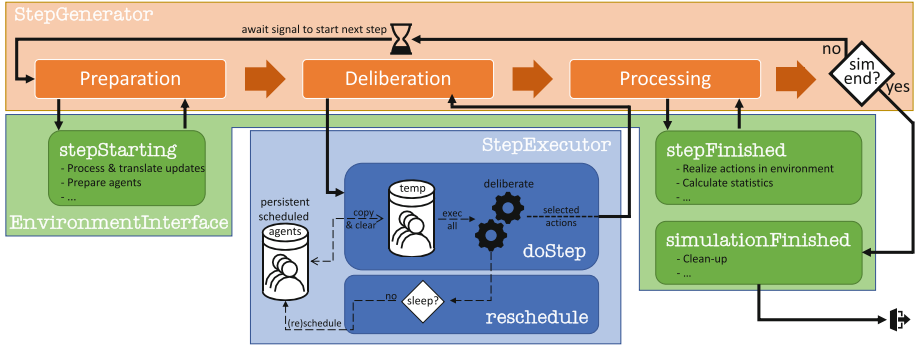 StepGenerator
await signal to start next step
no
Preparation
Deliberation
Processing
sim
end?
yes
stepStarting
- Process & translate updates
- Prepare agents
- ...
EnvironmentInterface
StepExecutor
persistent
scheduled
agents
temp
copy
& clear
exec
all
deliberate
selected
actions
doStep
sleep?
no
(re)schedule
reschedule
stepFinished
- Realize actions in environment
- Calculate statistics
- ...
simulationFinished
- Clean-up
- ...